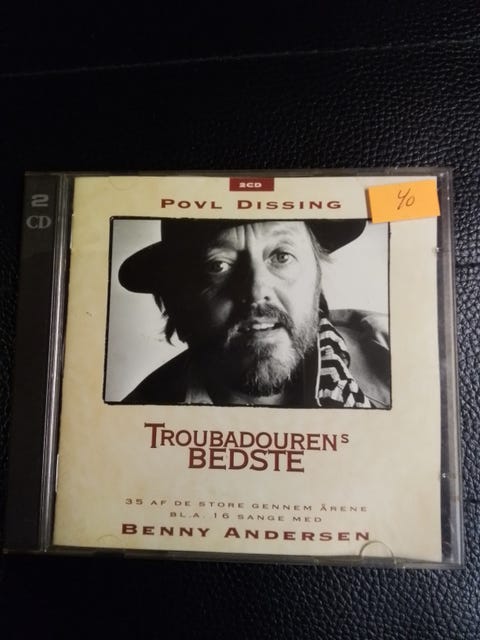 2
CD
2CD
POVL DISSING
40
TROUBADOURENS
BEDSTE
35 AF DE STORE GENNEM ÅRENE
BL.A. 16 SANGE MED
BENNY ANDERSEN